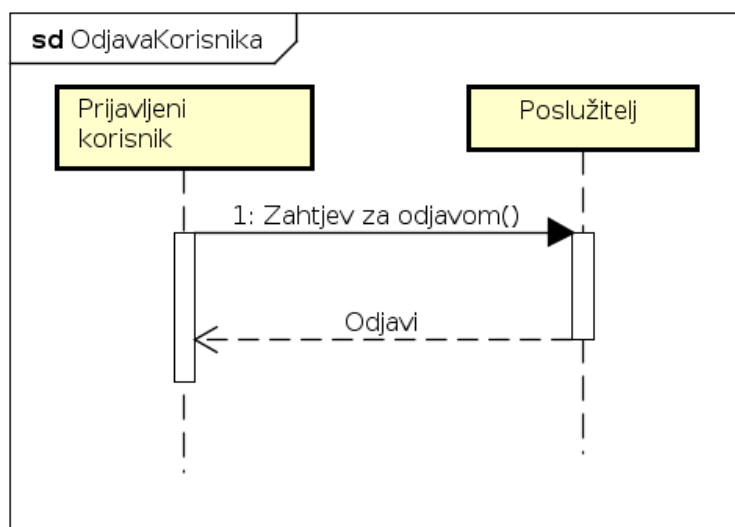 sd OdjavaKorisnika
Prijavljeni
korisnik
Poslužitelj
1: Zahtjev za odjavom()
Odjavi